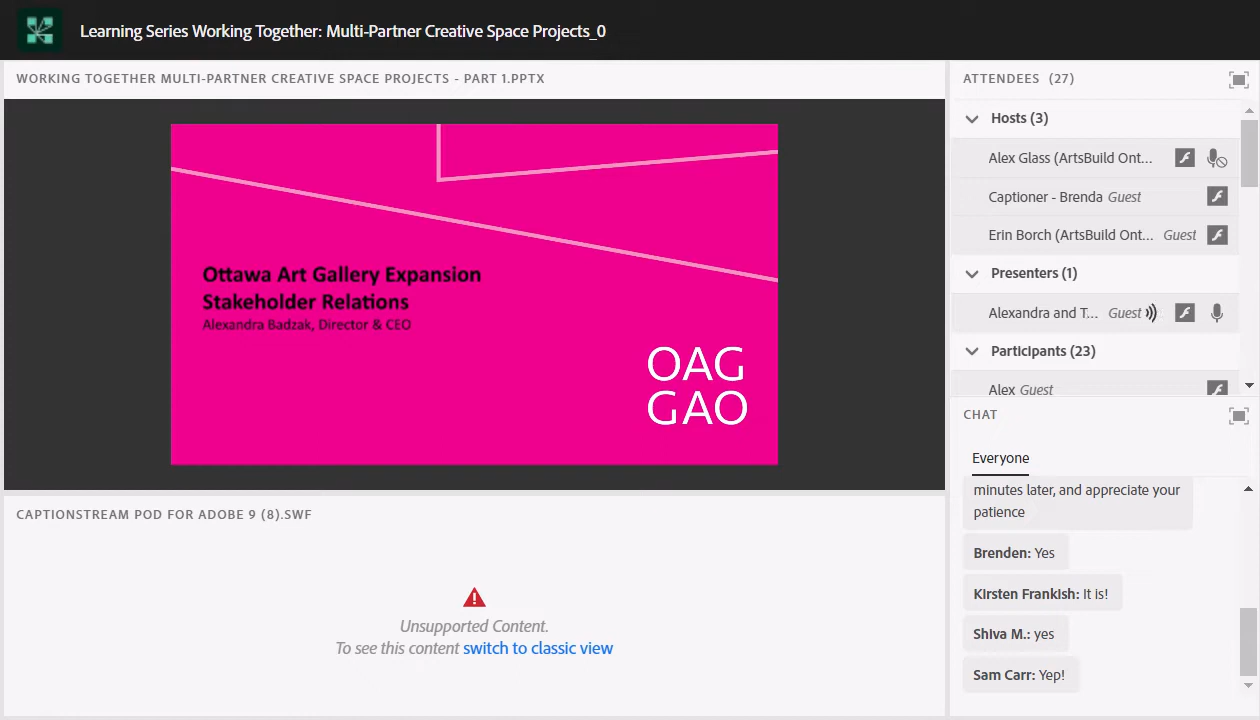 Learning Series Working Together: Multi-Partner Creative Space Projects_0
WORKING TOGETHER MULTI-PARTNER CREATIVE SPACE PROJECTS - PART 1.PPTX
Ottawa Art Gallery Expansion
Stakeholder Relations
Alexandra Badzak, Director & CEO
OAG
GAO
CAPTIONSTREAM POD FOR ADOBE 9 (8).SWF
Unsupported Content.
To see this content switch to classic view
ATTENDEES (27)
Hosts (3)
Alex Glass (ArtsBuild Ont...
Captioner - Brenda Guest
Erin Borch (ArtsBuild Ont... Guest
Presenters (1)
Alexandra and T... Guest
Participants (23)
Alex Guest
CHAT
Everyone
minutes later, and appreciate your
patience
Brenden: Yes
Kirsten Frankish: It is!
Shiva M.: yes
Sam Carr: Yep!